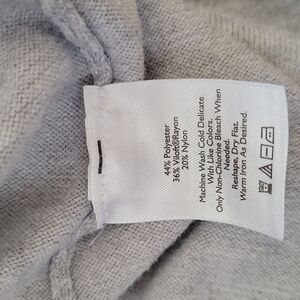 44% Polyester
36% Viloft®Rayon
20% Nylon
Machine Wash Cold Delicate
With Like Colors.
Only Non-Chlorine Bleach When
Needed.
Reshape, Dry Flat.
Warm Iron As Desired.